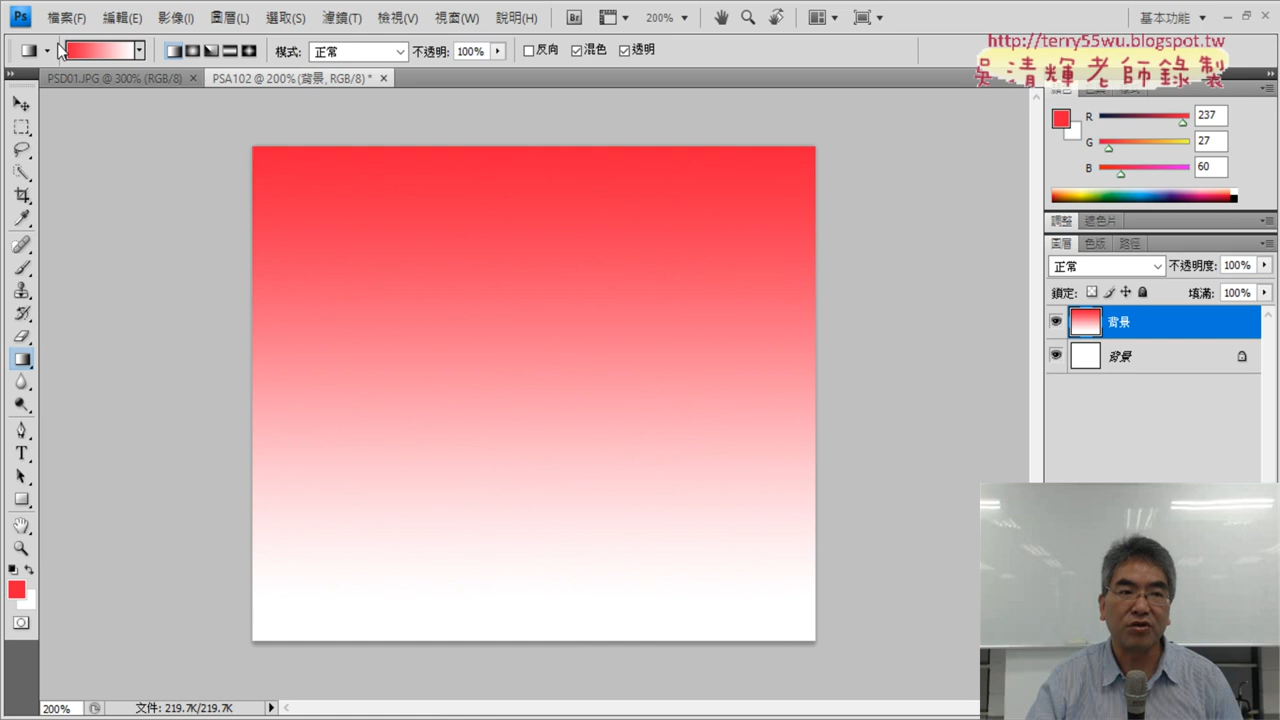 Ps 檔案(F) 編輯(E) 影像(I) 圖層(L) 選取(S) 濾鏡(T) 檢視(V) 視窗(W) 說明(H) Br 200% 基本功能
模式: 正常 不透明: 100% 反向 混色 透明
http://terry55wu.blogspot.tw
吳清輝老師錄製
PSD01.JPG @ 300% (RGB/8) × PSA102 @ 200% (背景, RGB/8) * ×
R 237
G 27
B 60
調整 遮色片
圖層 色版 路徑
正常 不透明度: 100%
鎖定: 填滿: 100%
背景
背景
T
200% 文件: 219.7K/219.7K